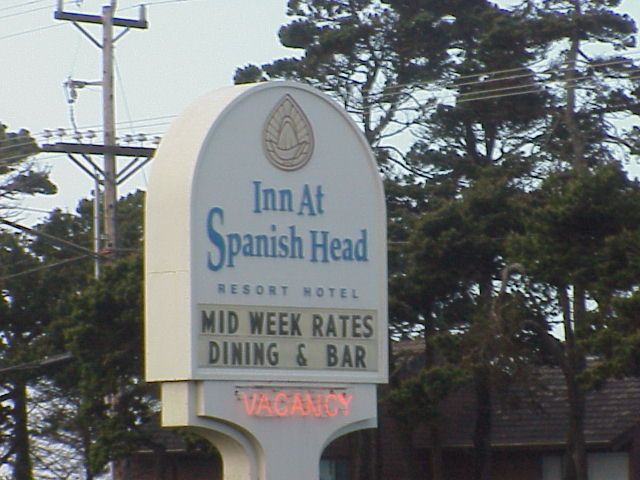 Inn At
Spanish Head
RESORT HOTEL
MID WEEK RATES
DINING & BAR
VACANCY